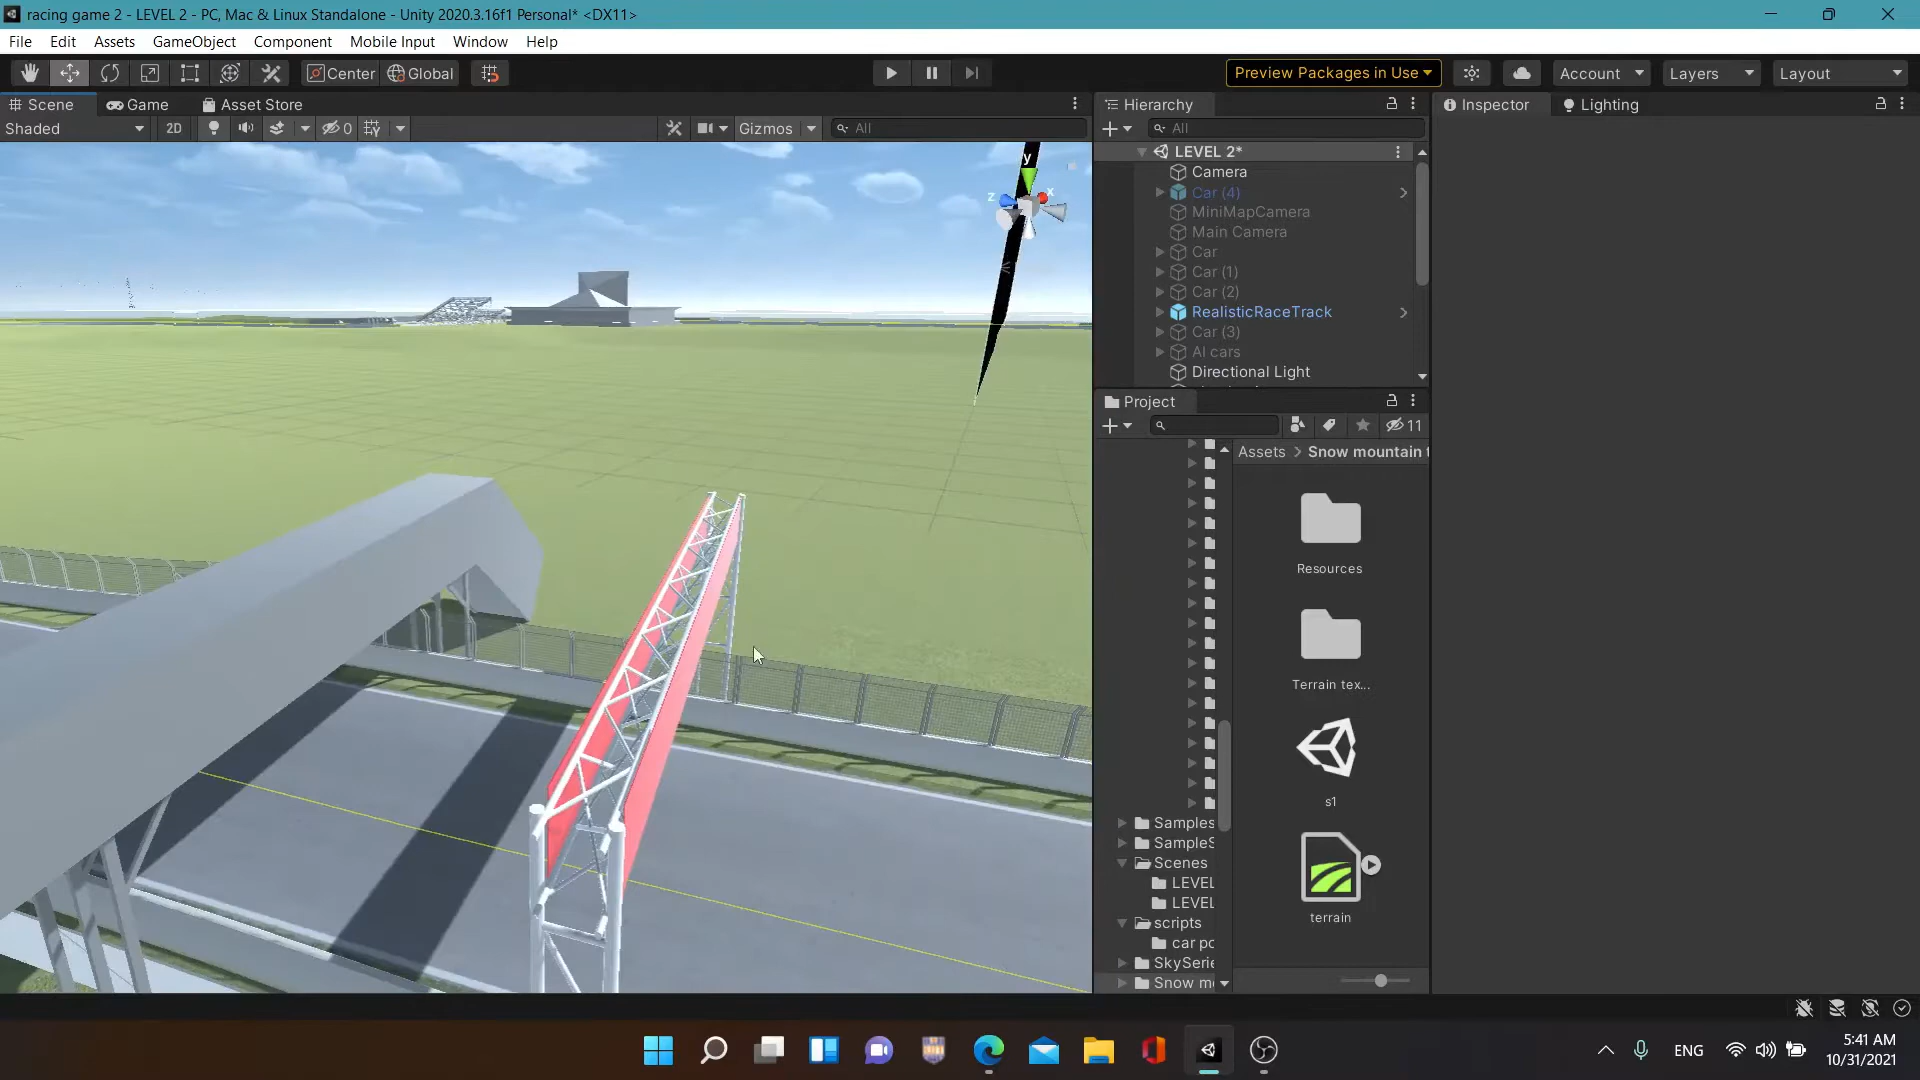 racing game 2 - LEVEL 2 - PC, Mac & Linux Standalone - Unity 2020.3.16f1 Personal* <DX11>
File Edit Assets GameObject Component Mobile Input Window Help
Center Global Preview Packages in Use Account Layers Layout
Scene Game Asset Store
Shaded 2D 0 Gizmos All
y
x
z
Hierarchy
All
LEVEL 2*
Camera
Car (4)
MiniMapCamera
Main Camera
Car
Car (1)
Car (2)
RealisticRaceTrack
Car (3)
AI cars
Directional Light
Project
11
Samples
SampleS
Scenes
LEVEL
LEVEL
scripts
car po
SkySerie
Snow mo
Assets > Snow mountain t
Resources
Terrain tex...
s1
terrain
Inspector Lighting
ENG
5:41 AM
10/31/2021